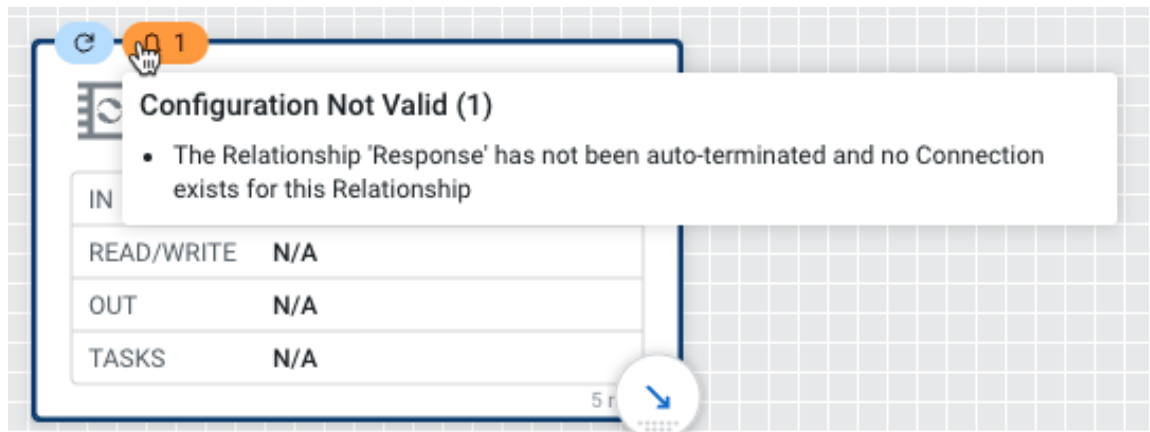 1
Configuration Not Valid (1)
• The Relationship 'Response' has not been auto-terminated and no Connection
exists for this Relationship
IN
READ/WRITE N/A
OUT N/A
TASKS N/A
5